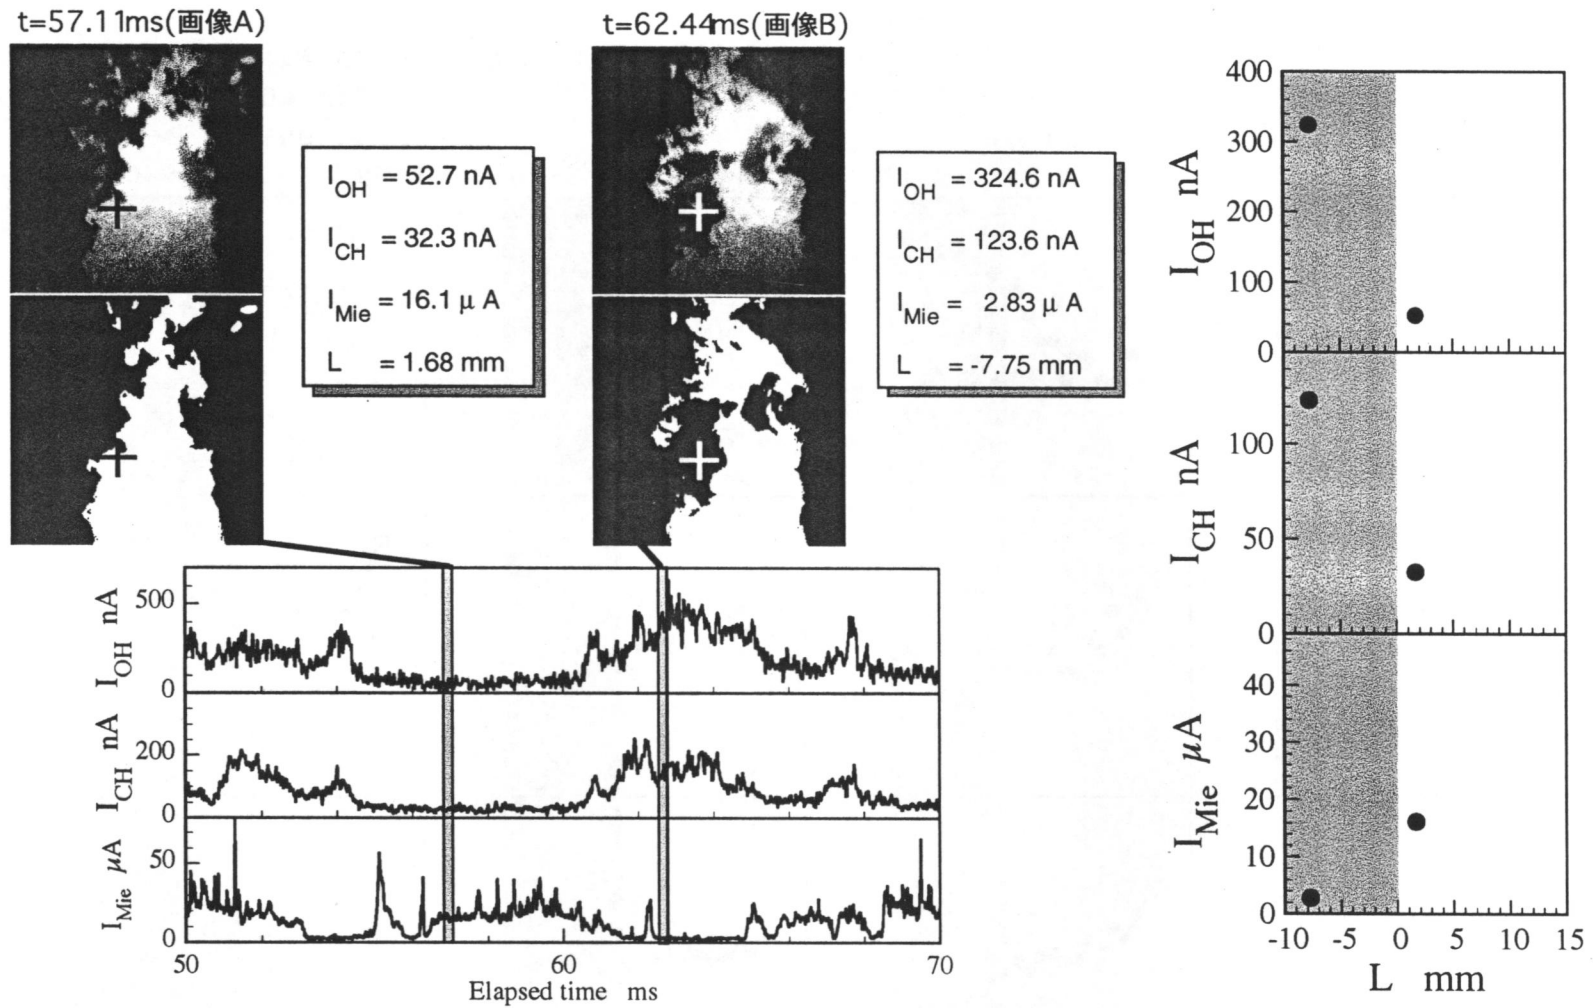 t=57.11ms(画像A)
t=62.44ms(画像B)
I_OH = 52.7 nA
I_CH = 32.3 nA
I_Mie = 16.1 μ A
L = 1.68 mm
I_OH = 324.6 nA
I_CH = 123.6 nA
I_Mie = 2.83 μ A
L = -7.75 mm
I_OH nA
500
0
I_CH nA
200
0
I_Mie μA
50
0
50 60 70
Elapsed time ms
I_OH nA
400
300
200
100
0
I_CH nA
100
50
0
I_Mie μA
40
30
20
10
0
-10 -5 0 5 10 15
L mm